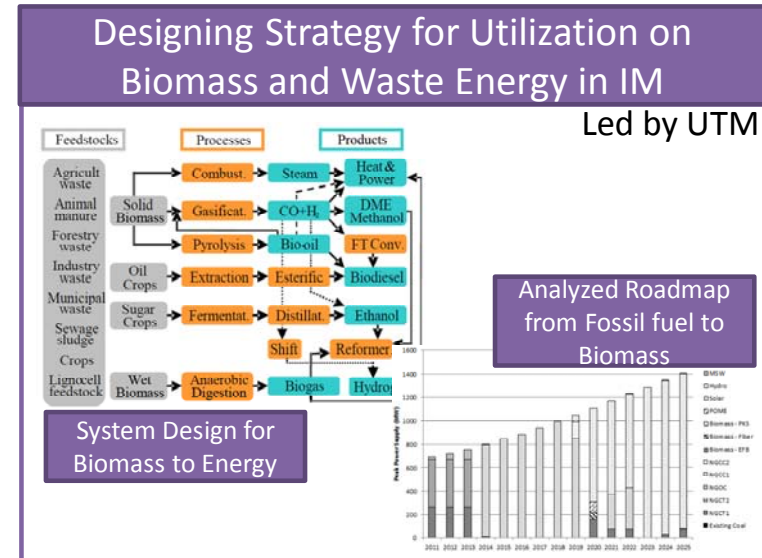 Designing Strategy for Utilization on
Biomass and Waste Energy in IM
Led by UTM
Feedstocks
Processes
Products
Agricult
waste
Animal
manure
Forestry
waste
Industry
waste
Municipal
waste
Sewage
sludge
Crops
Lignocell
feedstock
Solid
Biomass
Oil
Crops
Sugar
Crops
Wet
Biomass
Combust.
Gasificat.
Pyrolysis
Extraction
Fermentat.
Anaerobic
Digestion
Steam
CO+H₂
Bio-oil
Esterific
Distillat.
Shift
Biogas
Heat &
Power
DME
Methanol
FT Conv.
Biodiesel
Ethanol
Reformer
Hydrog
System Design for
Biomass to Energy
Analyzed Roadmap
from Fossil fuel to
Biomass
Peak Power Supply (MW)
1600
1400
1200
1000
800
600
400
200
0
2011 2012 2013 2014 2015 2016 2017 2018 2019 2020 2021 2022 2023 2024 2025
MSW
Hydro
Solar
POME
Biomass - PKS
Biomass - Fiber
Biomass - EFB
NGCC2
NGCC1
NGOC
NGCT2
NGCT1
Existing Coal